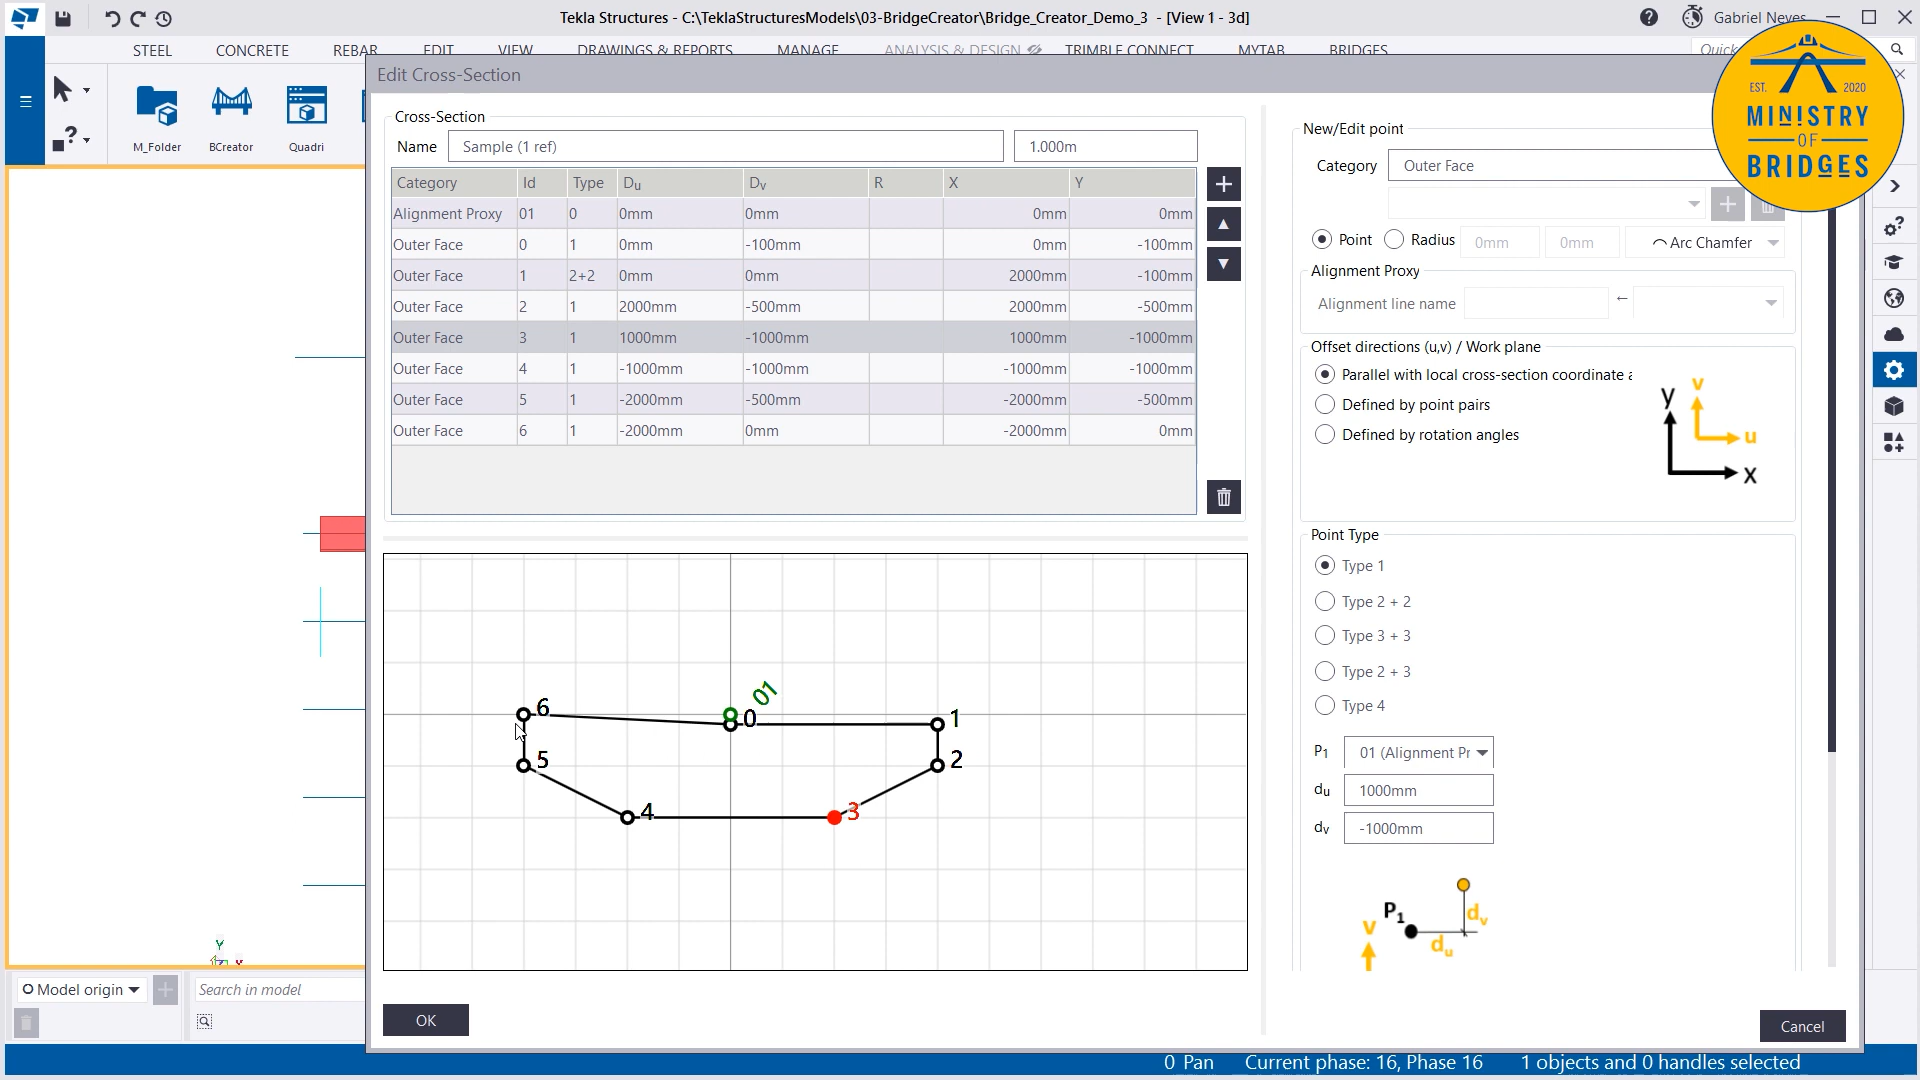 Tekla Structures - C:\TeklaStructuresModels\03-BridgeCreator\Bridge_Creator_Demo_3 - [View 1 - 3d]
Gabriel Neves
STEEL CONCRETE REBAR EDIT VIEW DRAWINGS & REPORTS MANAGE ANALYSIS & DESIGN TRIMBLE CONNECT MYTAB BRIDGES Quick
M_Folder BCreator Quadri
EST. 2020
MINISTRY
OF
BRIDGES
Edit Cross-Section
Cross-Section
Name Sample (1 ref) 1.000m
Category Id Type Du Dv R X Y
Alignment Proxy 01 0 0mm 0mm 0mm 0mm
Outer Face 0 1 0mm -100mm 0mm -100mm
Outer Face 1 2+2 0mm 0mm 2000mm -100mm
Outer Face 2 1 2000mm -500mm 2000mm -500mm
Outer Face 3 1 1000mm -1000mm 1000mm -1000mm
Outer Face 4 1 -1000mm -1000mm -1000mm -1000mm
Outer Face 5 1 -2000mm -500mm -2000mm -500mm
Outer Face 6 1 -2000mm 0mm -2000mm 0mm
01
6 0 1
5 2
4 3
OK
New/Edit point
Category Outer Face
Point Radius 0mm 0mm Arc Chamfer
Alignment Proxy
Alignment line name ←
Offset directions (u,v) / Work plane
Parallel with local cross-section coordinate a
Defined by point pairs
Defined by rotation angles
y v u x
Point Type
Type 1
Type 2 + 2
Type 3 + 3
Type 2 + 3
Type 4
P1 01 (Alignment Pr
du 1000mm
dv -1000mm
P1 dv
v du
Cancel
Y
Model origin
Search in model
0 Pan Current phase: 16, Phase 16 1 objects and 0 handles selected